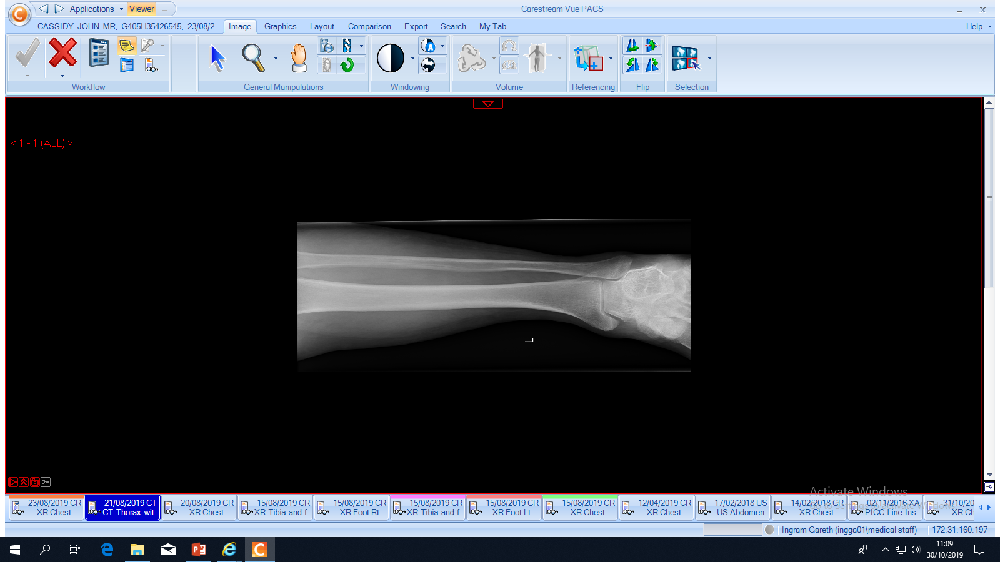 Applications Viewer
Carestream Vue PACS
CASSIDY JOHN MR, G405H35426545, 23/08/2...
Image Graphics Layout Comparison Export Search My Tab Help
Workflow General Manipulations Windowing Volume Referencing Flip Selection
< 1 - 1 (ALL) >
Activate Windows
23/08/2019 CR
XR Chest
21/08/2019 CT
CT Thorax wit...
20/08/2019 CR
XR Chest
15/08/2019 CR
XR Tibia and f...
15/08/2019 CR
XR Foot Rt
15/08/2019 CR
XR Tibia and f...
15/08/2019 CR
XR Foot Lt
15/08/2019 CR
XR Chest
12/04/2019 CR
XR Chest
17/02/2018 US
US Abdomen
14/02/2018 CR
XR Chest
02/11/2016 XA
PICC Line Ins...
31/10/20
XR Ch
Ingram Gareth (ingga01\medical staff) 172.31.160.197
11:09
30/10/2019